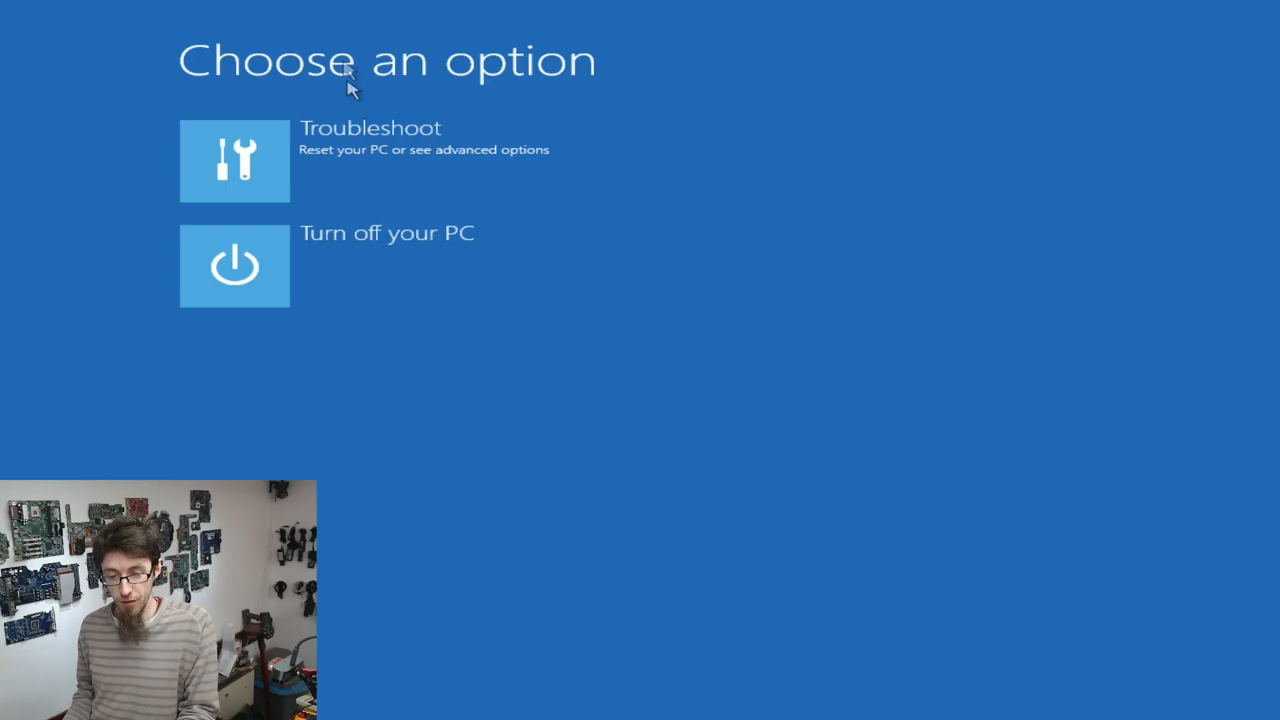 Choose an option
Troubleshoot
Reset your PC or see advanced options
Turn off your PC